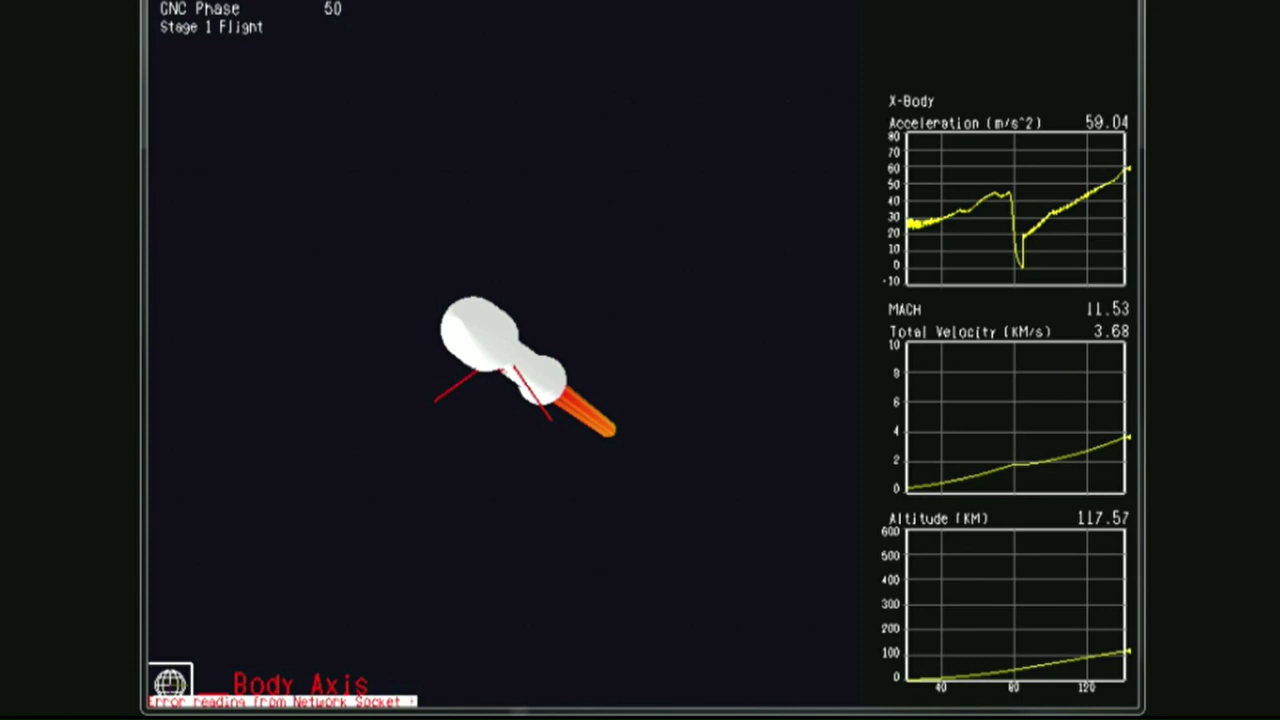 GNC Phase 50
Stage 1 Flight
X-Body
Acceleration (m/s^2) 59.04
80
70
60
50
40
30
20
10
0
-10
MACH 11.53
Total Velocity (KM/s) 3.68
10
8
6
4
2
0
Altitude (KM) 117.57
600
500
400
300
200
100
0
40 80 120
Body Axis
Error reading from Network Socket !